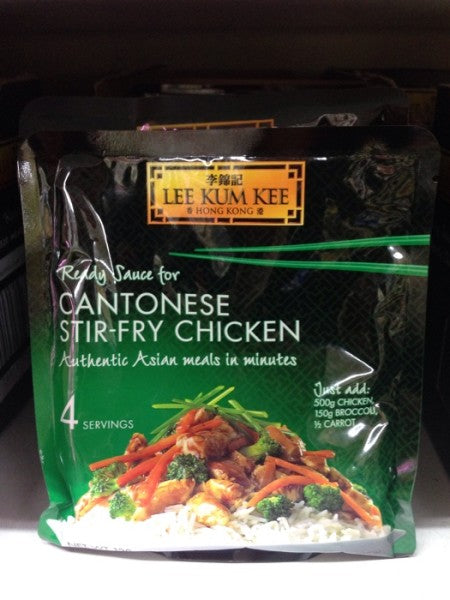 李錦記
LEE KUM KEE
香 HONG KONG 港
Ready Sauce for
CANTONESE
STIR-FRY CHICKEN
Authentic Asian meals in minutes
4 SERVINGS
Just add:
500g CHICKEN,
150g BROCCOLI,
½ CARROT